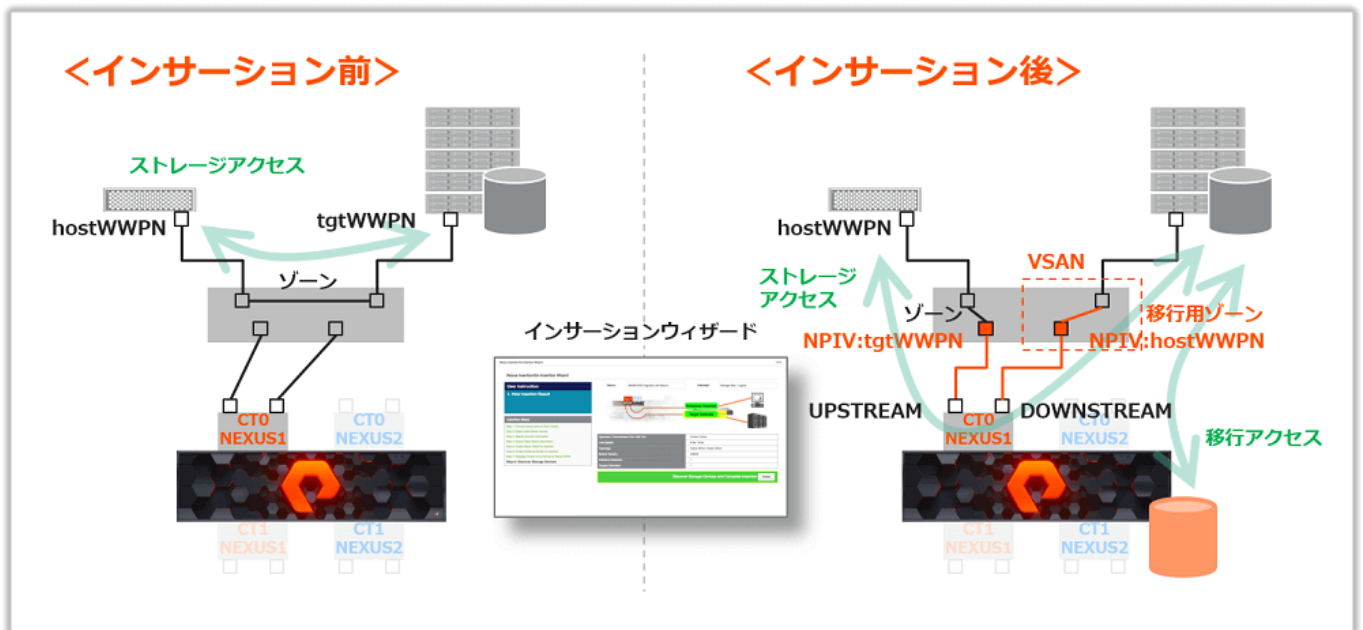 ＜インサーション前＞
ストレージアクセス
hostWWPN
tgtWWPN
ゾーン
CT0
NEXUS1
CT0
NEXUS2
CT1
NEXUS1
CT1
NEXUS2
インサーションウィザード
User Instruction
＜インサーション後＞
hostWWPN
ストレージ
アクセス
VSAN
ゾーン
移行用ゾーン
NPIV:tgtWWPN
NPIV:hostWWPN
UPSTREAM
DOWNSTREAM
CT0
NEXUS1
CT0
NEXUS2
移行アクセス
CT1
NEXUS1
CT1
NEXUS2